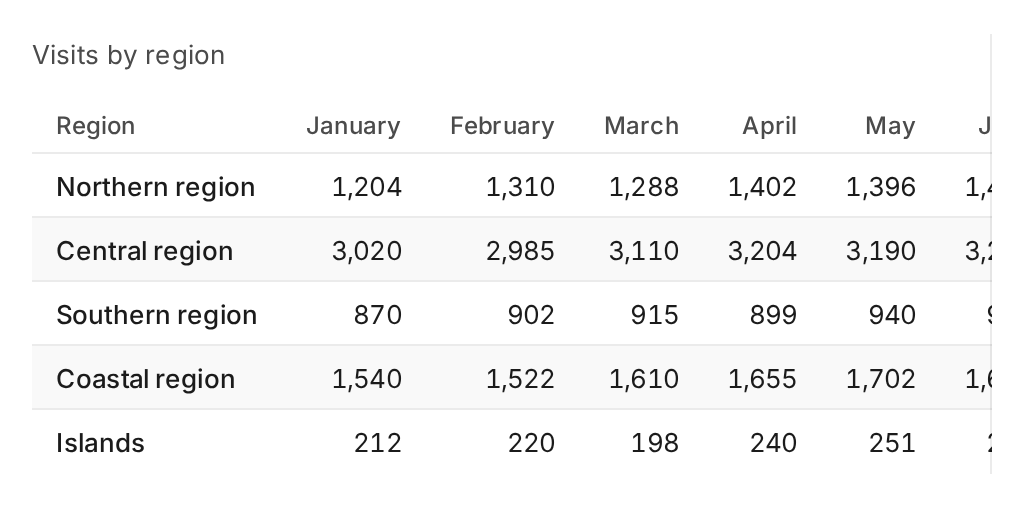 Visits by region
Region January February March April May
Northern region 1,204 1,310 1,288 1,402 1,396
Central region 3,020 2,985 3,110 3,204 3,190
Southern region 870 902 915 899 940
Coastal region 1,540 1,522 1,610 1,655 1,702
Islands 212 220 198 240 251